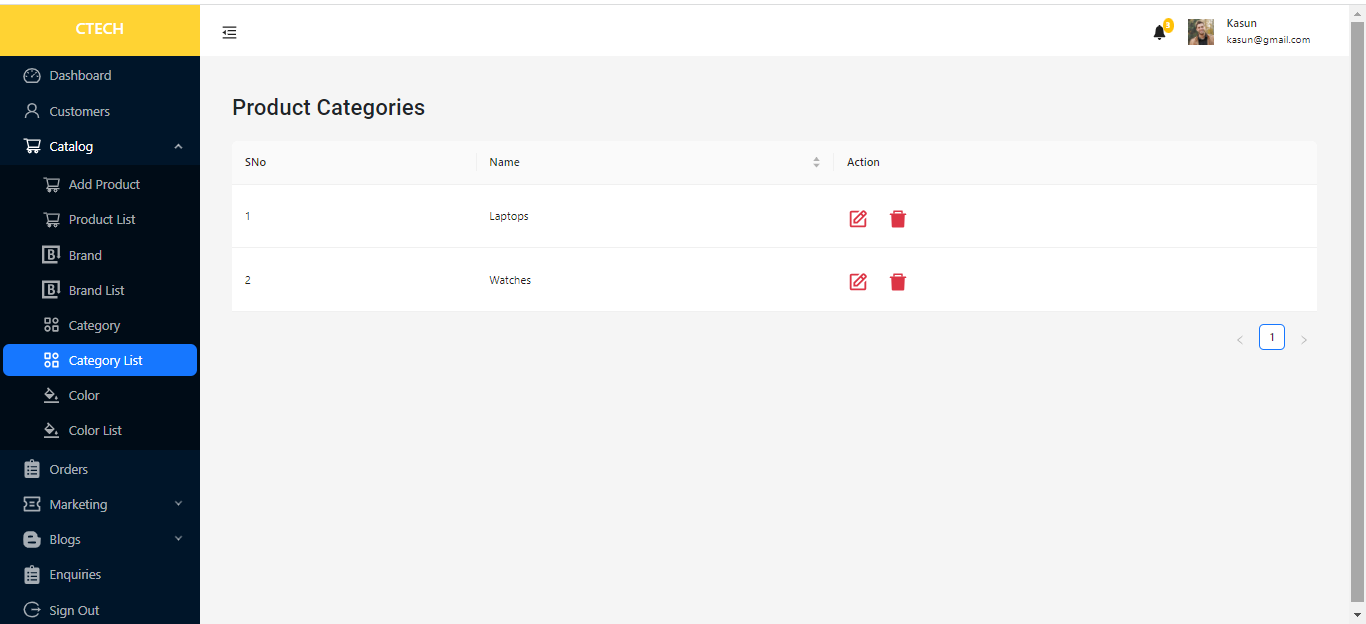 CTECH
3
Kasun
kasun@gmail.com
Dashboard
Customers
Catalog
Add Product
Product List
Brand
Brand List
Category
Category List
Color
Color List
Orders
Marketing
Blogs
Enquiries
Sign Out
Product Categories
SNo Name Action
1 Laptops
2 Watches
1